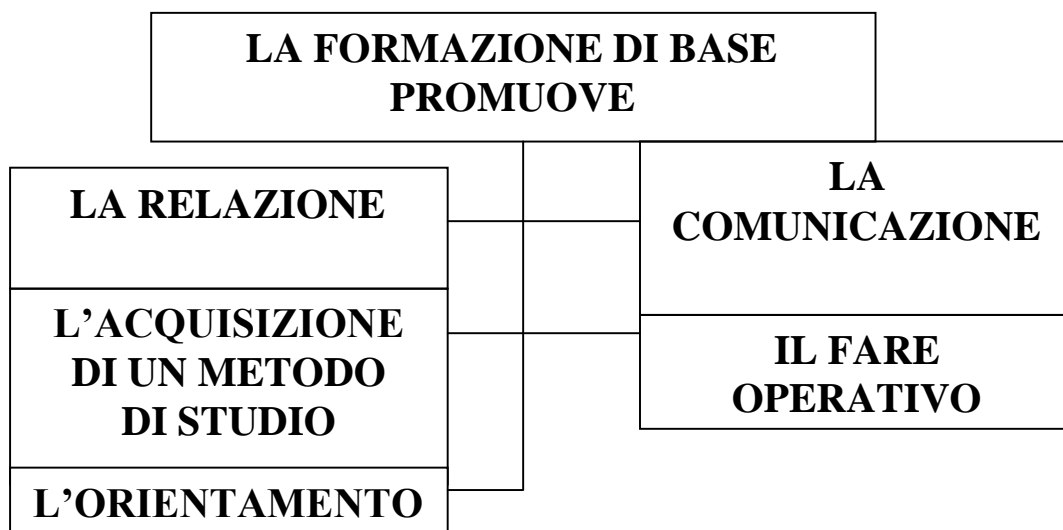 LA FORMAZIONE DI BASE
PROMUOVE
LA RELAZIONE
LA
COMUNICAZIONE
L’ACQUISIZIONE
DI UN METODO
DI STUDIO
IL FARE
OPERATIVO
L’ORIENTAMENTO